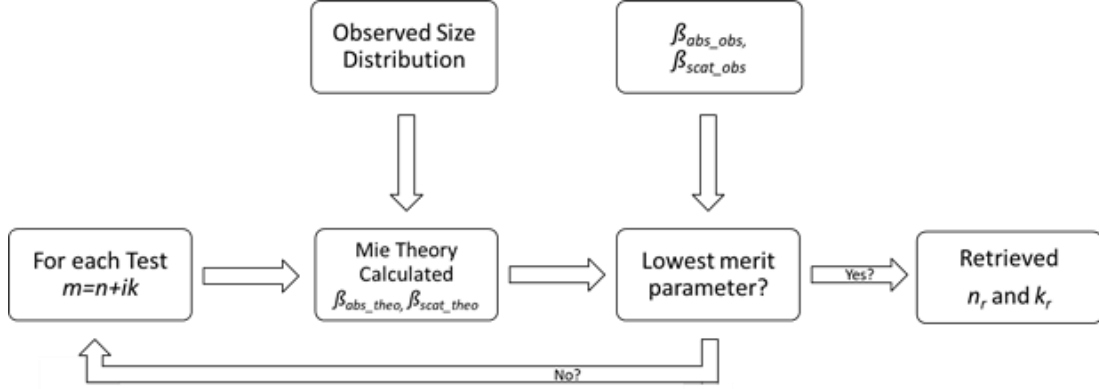 Observed Size
Distribution
ßabs_obs,
ßscat_obs
For each Test
m=n+ik
Mie Theory
Calculated
ßabs_theo, ßscat_theo
Lowest merit
parameter?
Yes?
Retrieved
nr and kr
No?